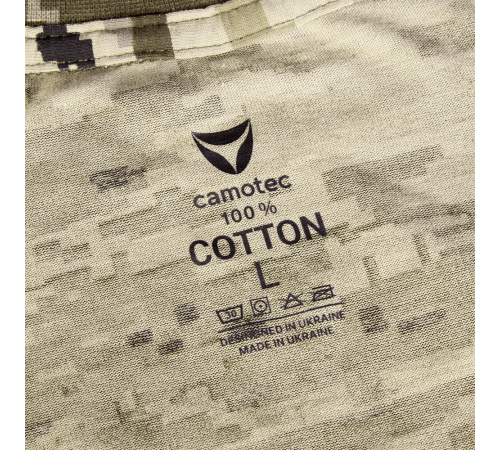 camotec
100%
COTTON
L
30
DESIGNED IN UKRAINE
MADE IN UKRAINE